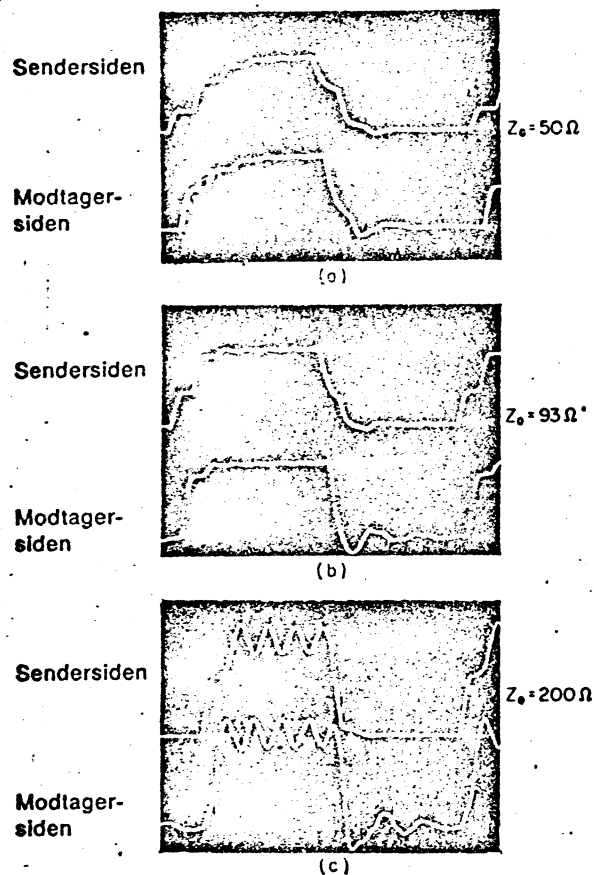 Sendersiden
Z₀=50Ω
Modtager-
siden
(a)
Sendersiden
Z₀=93Ω
Modtager-
siden
(b)
Sendersiden
Z₀=200Ω
Modtager-
siden
(c)